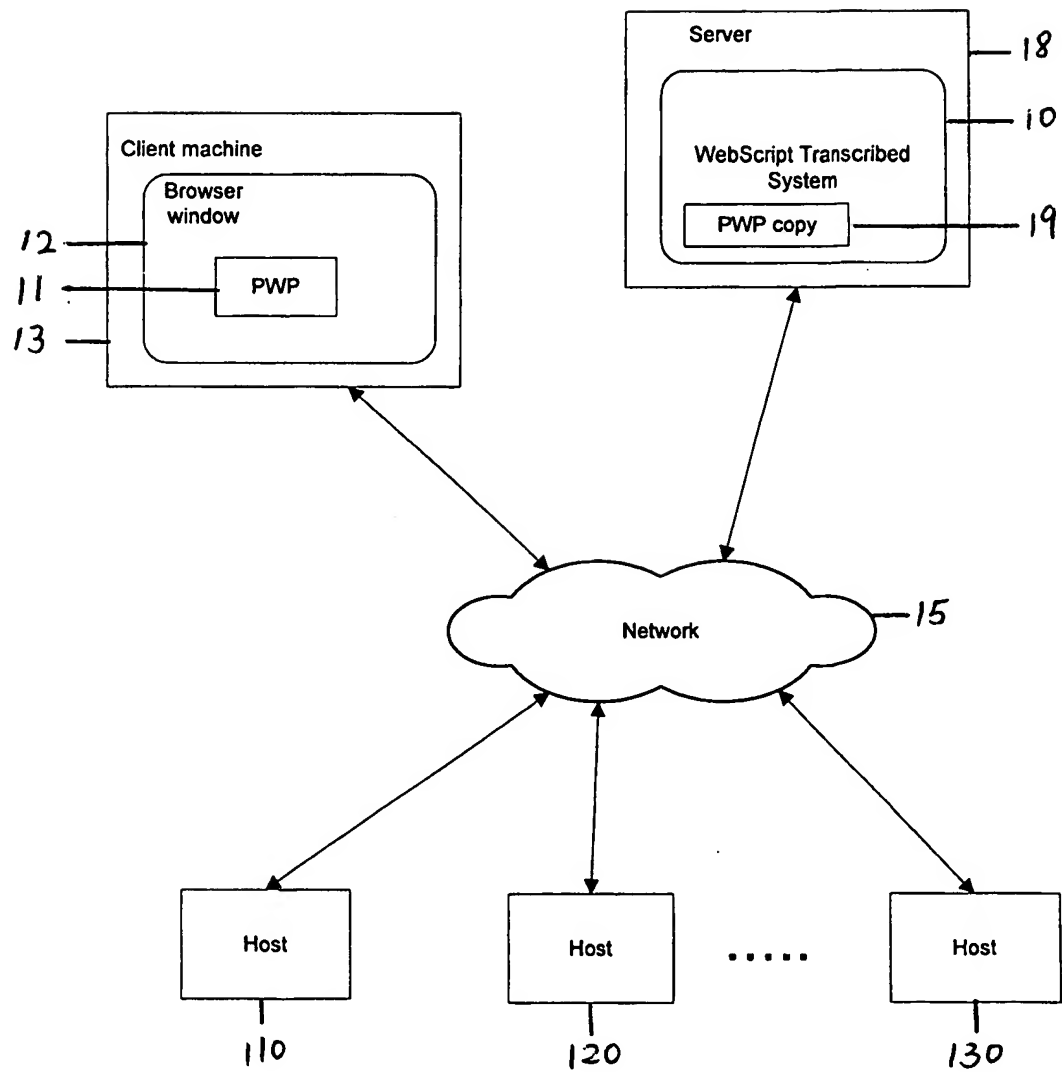 Server
18
10
Client machine
Browser
window
WebScript Transcribed
System
PWP copy
19
12
11
PWP
13
Network
15
Host
Host
.....
Host
110
120
130